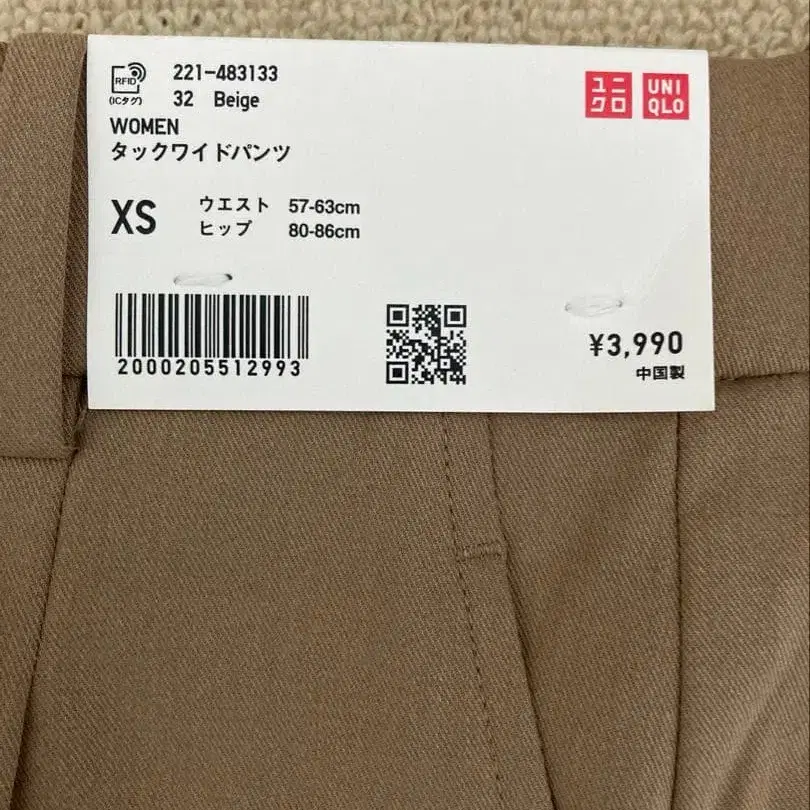 RFID
(ICタグ)
221-483133
32 Beige
WOMEN
タックワイドパンツ
XS
ウエスト 57-63cm
ヒップ 80-86cm
ユニ
クロ
UNI
QLO
2000205512993
¥3,990
中国製